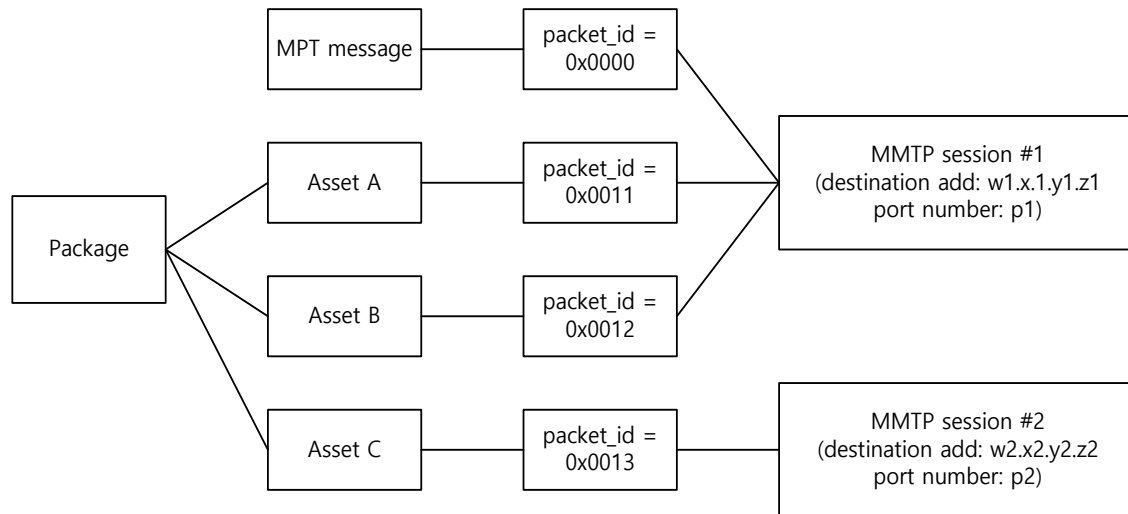 MPT message
packet_id =
0x0000
MMTP session #1
(destination add: w1.x.1.y1.z1
port number: p1)
Asset A
packet_id =
0x0011
Package
Asset B
packet_id =
0x0012
Asset C
packet_id =
0x0013
MMTP session #2
(destination add: w2.x2.y2.z2
port number: p2)